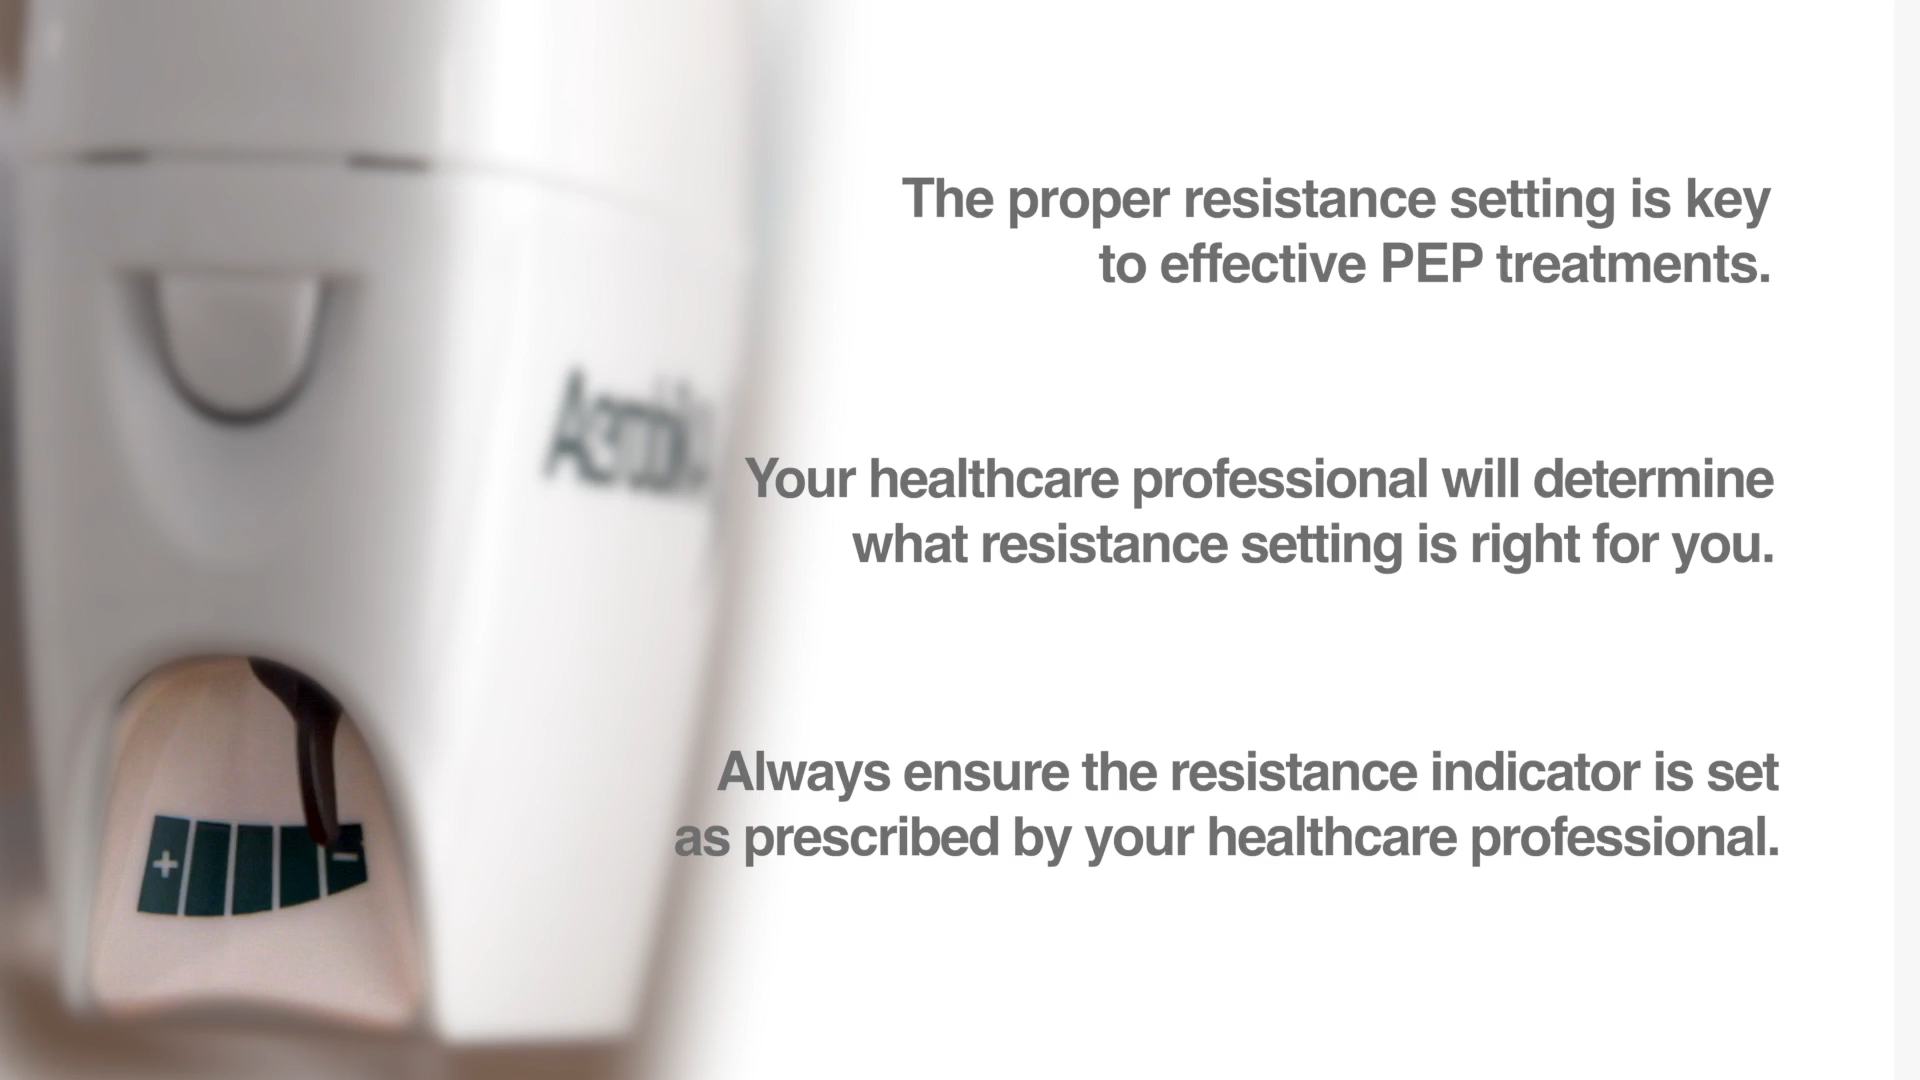 The proper resistance setting is key
to effective PEP treatments.
Your healthcare professional will determine
what resistance setting is right for you.
Always ensure the resistance indicator is set
as prescribed by your healthcare professional.
+ −